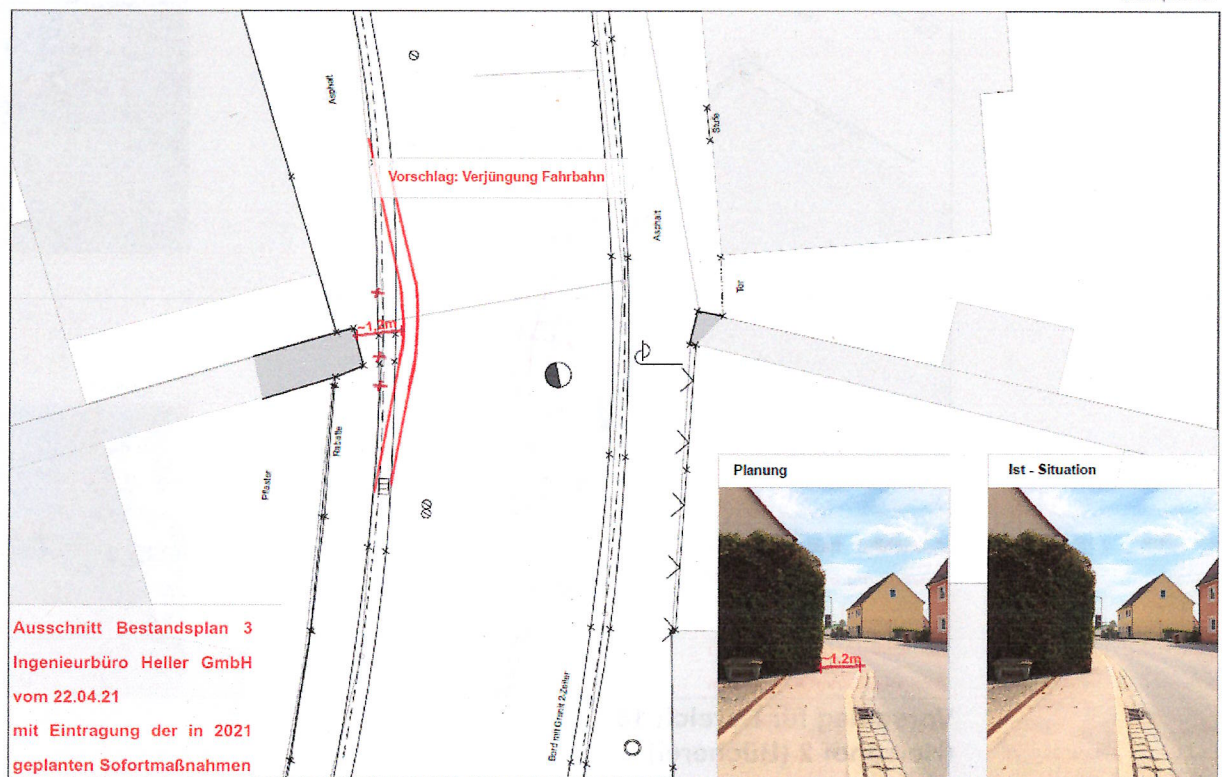 Asphalt
Vorschlag: Verjüngung Fahrbahn
Stufe
Asphalt
Tor
~1,2m
Rabatte
Pflaster
Bord mit Granit 2-Zeiler
Planung
Ist - Situation
~1.2m
Ausschnitt Bestandsplan 3
Ingenieurbüro Heller GmbH
vom 22.04.21
mit Eintragung der in 2021
geplanten Sofortmaßnahmen